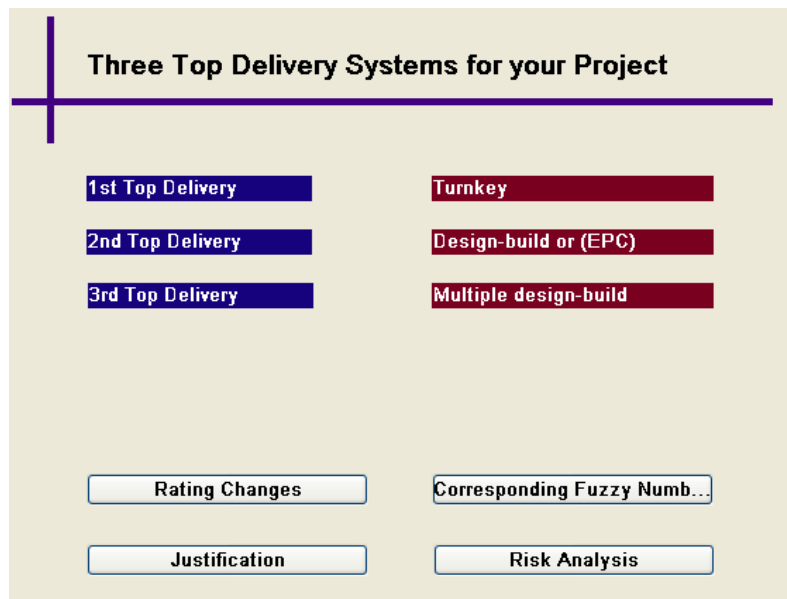 Three Top Delivery Systems for your Project
1st Top Delivery
Turnkey
2nd Top Delivery
Design-build or (EPC)
3rd Top Delivery
Multiple design-build
Rating Changes
Corresponding Fuzzy Numb...
Justification
Risk Analysis